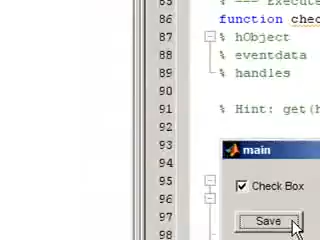 85 % --- Execute
86 function chec
87 % hObject
88 % eventdata
89 % handles
90
91 % Hint: get(h
92
93 main
94
95 Check Box
96
97 Save
98